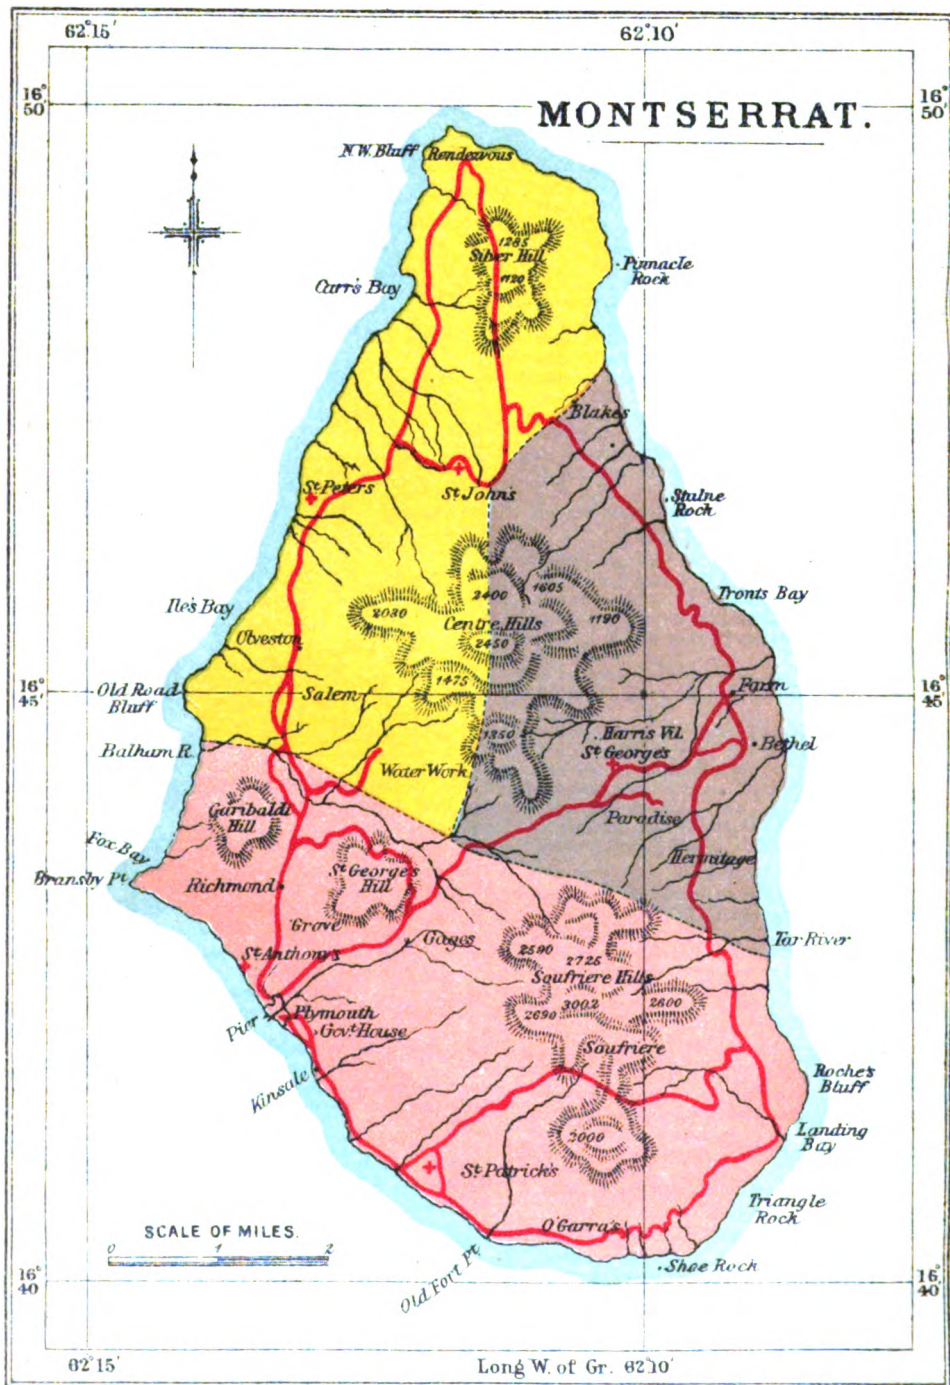 62°15'
62°10'
16° 50'
16° 50'
MONTSERRAT.
N.W. Bluff
Rendezvous
1285
Silver Hill
1120
Pinnacle
Rock
Carr's Bay
Blakes
St Peters
St John's
Statue
Rock
Ile's Bay
2400
1605
2030
1190
Tronts Bay
Centre Hills
2450
Olveston
1475
Old Road
Bluff
16° 45'
16° 45'
Salem
Farm
Balham R.
1350
Harris Vil.
St George's
Bethel
Water Work
Garibaldi
Hill
Paradise
Fox Bay
Hermitage
Bransby Pt
Richmond
St George's
Hill
Grove
Gages
2590
2725
Tar River
St Anthony's
Soufriere Hills
3002
2690
2600
Pier
Plymouth
Govt House
Soufriere
Kinsale
Roche's
Bluff
2000
Landing
Bay
St Patrick's
Triangle
Rock
O'Garra's
SCALE OF MILES.
0 1 2
Old Fort Pt
Shoe Rock
16° 40'
16° 40'
62°15'
Long W. of Gr. 62°10'